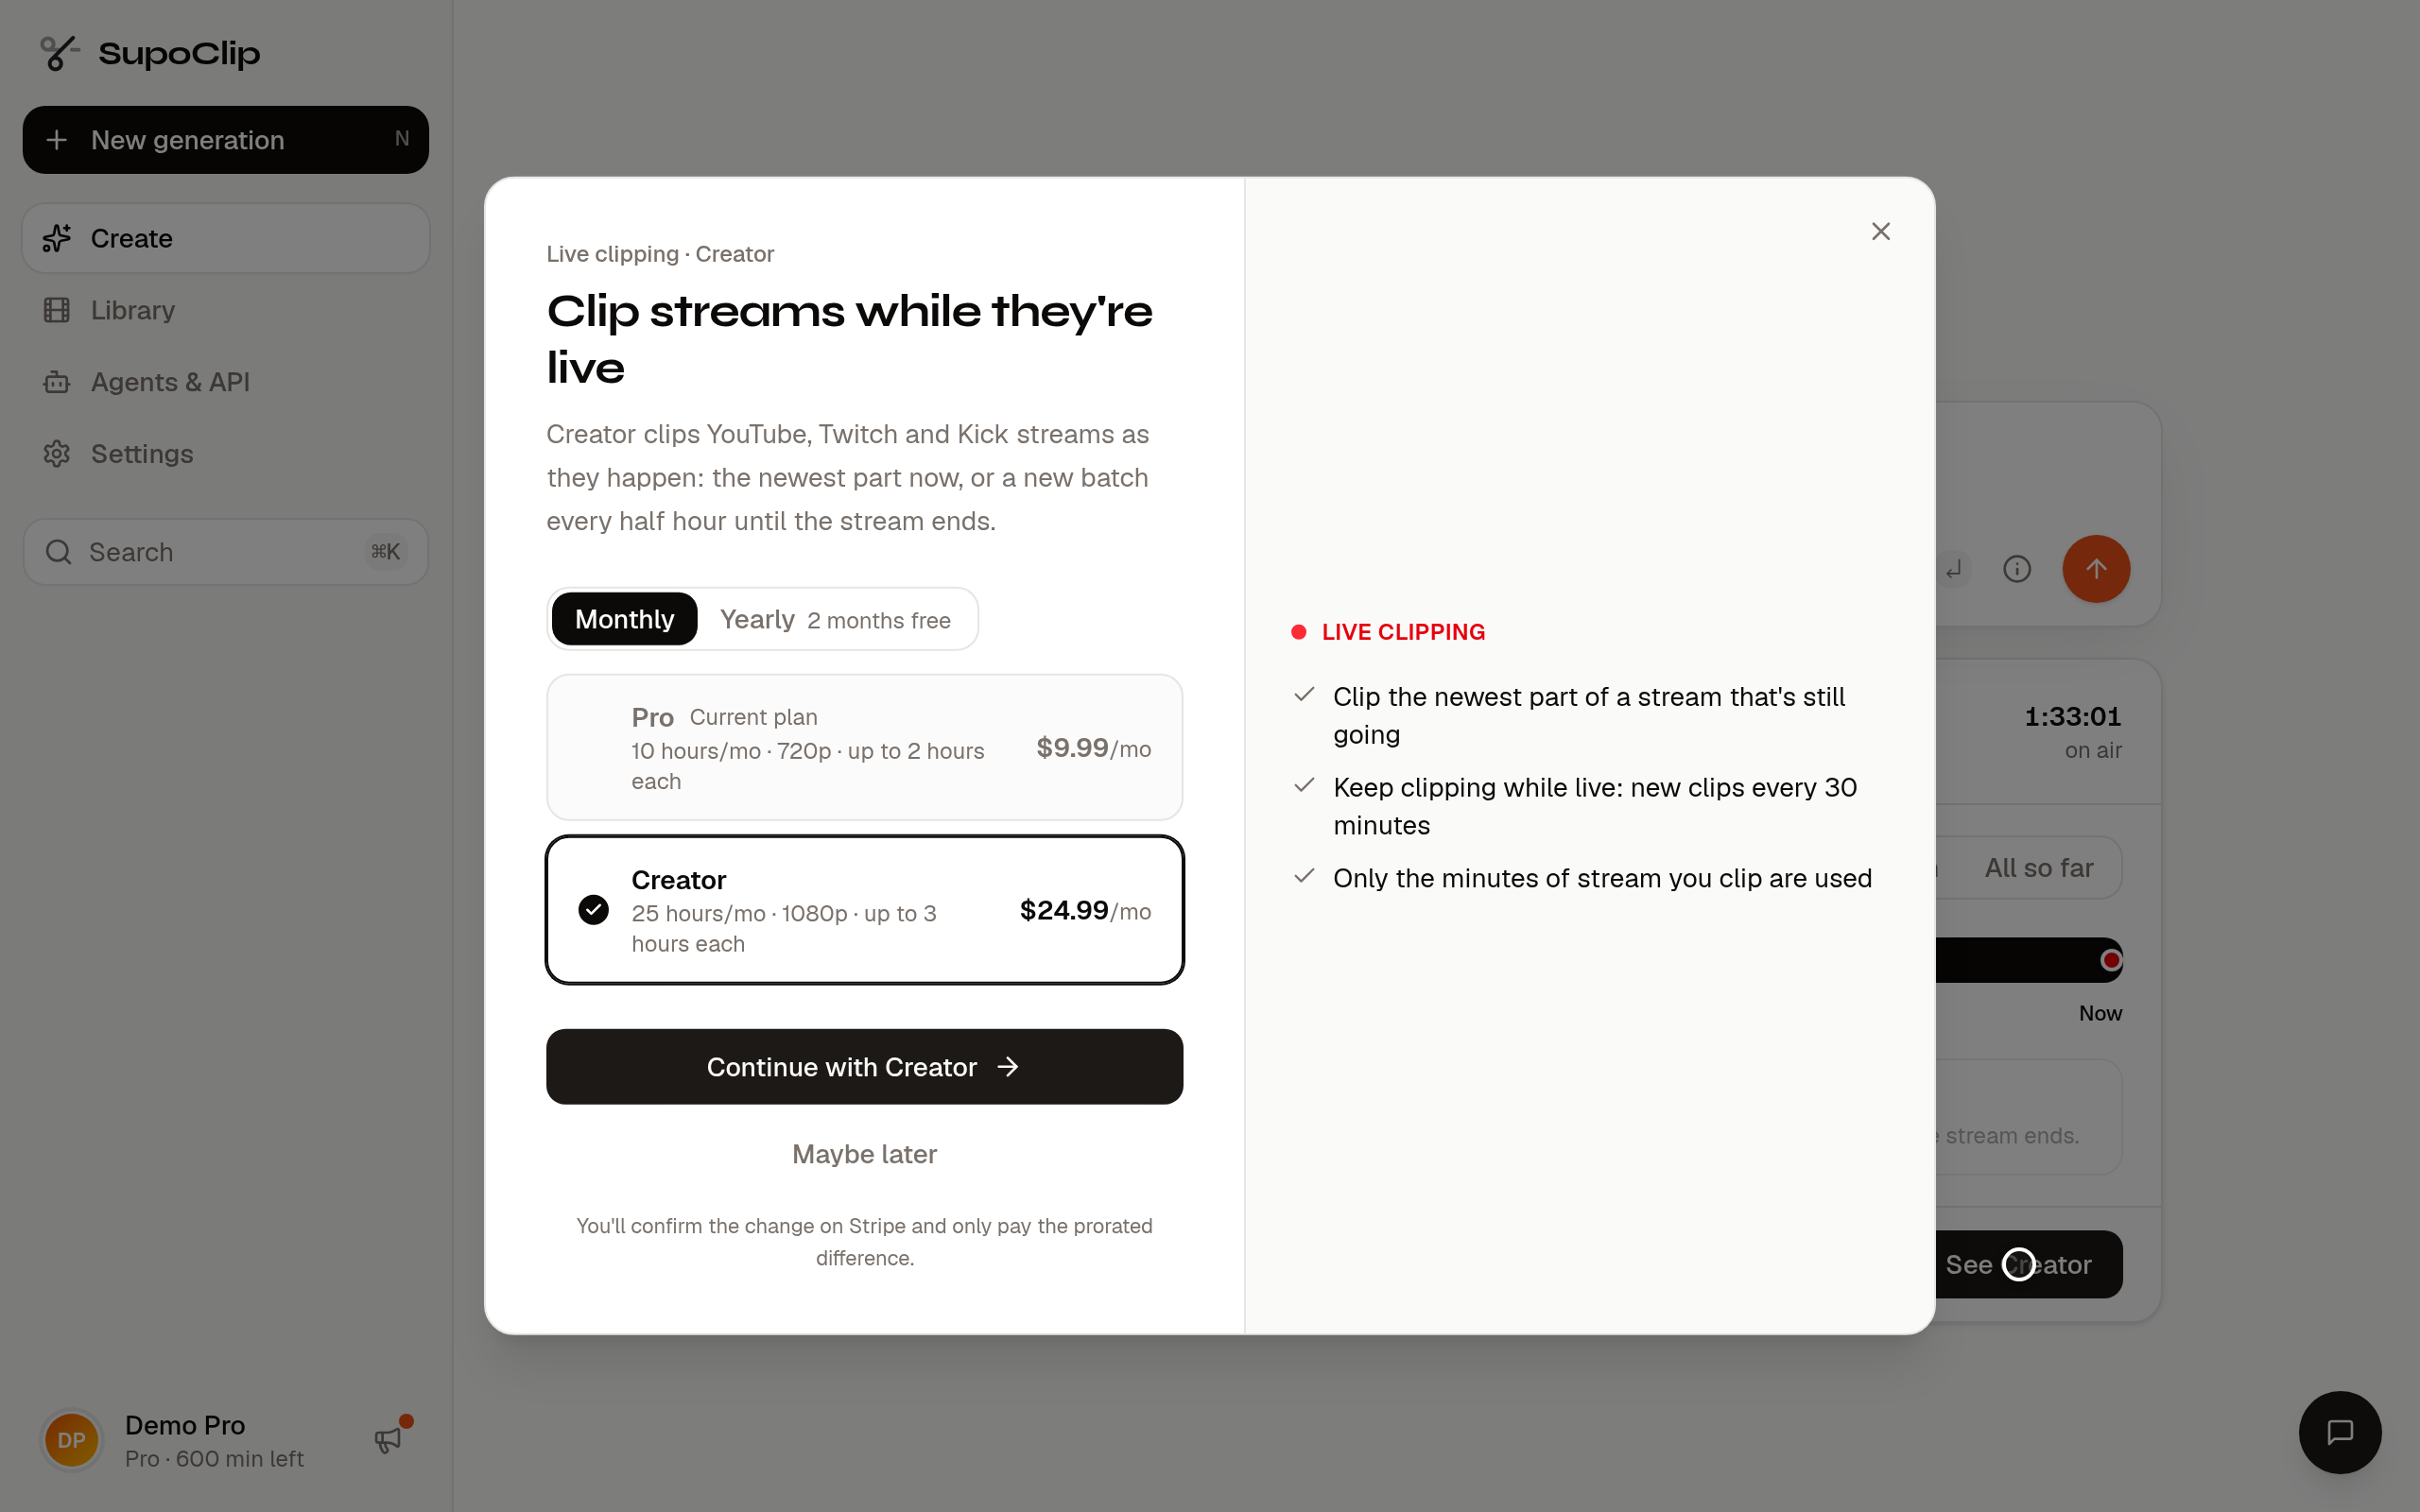 SupoClip
New generation N
Create
Library
Agents & API
Settings
Search ⌘K
Live clipping · Creator
Clip streams while they're
live
Creator clips YouTube, Twitch and Kick streams as
they happen: the newest part now, or a new batch
every half hour until the stream ends.
Monthly Yearly 2 months free
Pro Current plan
10 hours/mo · 720p · up to 2 hours
each
$9.99/mo
Creator
25 hours/mo · 1080p · up to 3
hours each
$24.99/mo
Continue with Creator
Maybe later
You'll confirm the change on Stripe and only pay the prorated
difference.
LIVE CLIPPING
Clip the newest part of a stream that's still
going
Keep clipping while live: new clips every 30
minutes
Only the minutes of stream you clip are used
1:33:01
on air
All so far
Now
stream ends.
See Creator
DP
Demo Pro
Pro · 600 min left